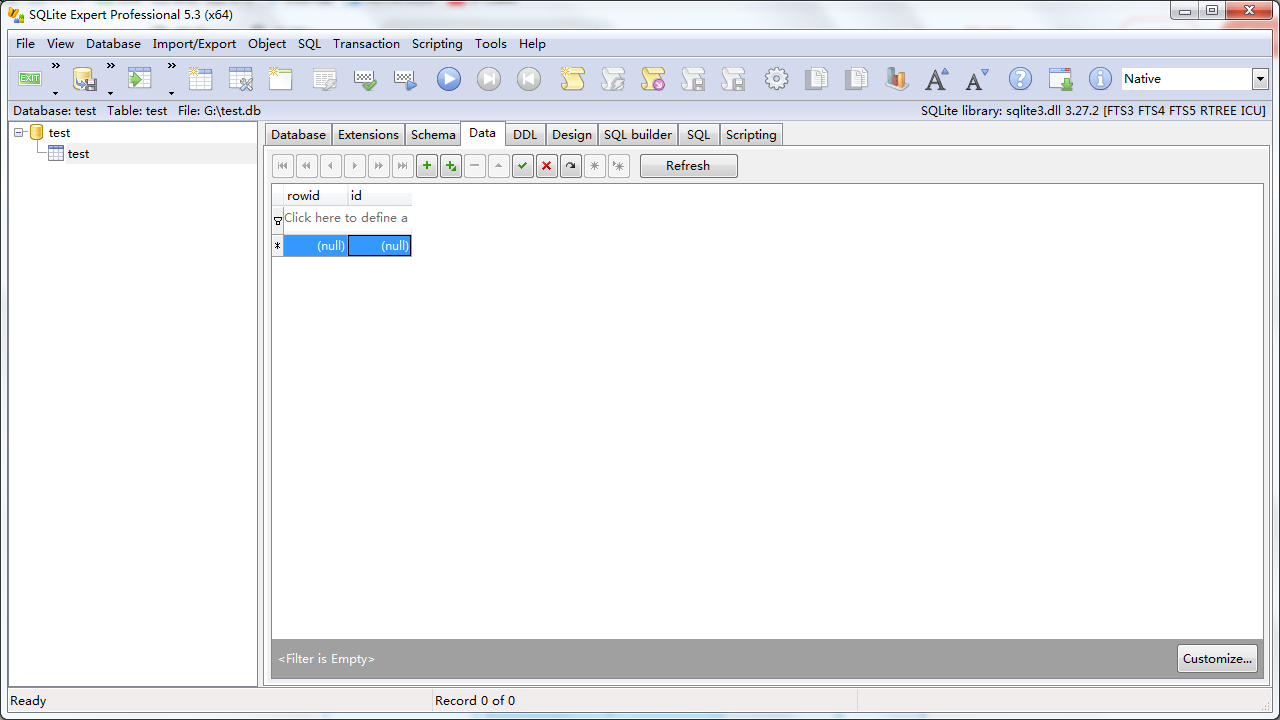 SQLite Expert Professional 5.3 (x64)
File View Database Import/Export Object SQL Transaction Scripting Tools Help
EXIT Native
Database: test Table: test File: G:\test.db SQLite library: sqlite3.dll 3.27.2 [FTS3 FTS4 FTS5 RTREE ICU]
test
test
Database Extensions Schema Data DDL Design SQL builder SQL Scripting
Refresh
rowid id
Click here to define a
* (null) (null)
<Filter is Empty> Customize...
Ready Record 0 of 0